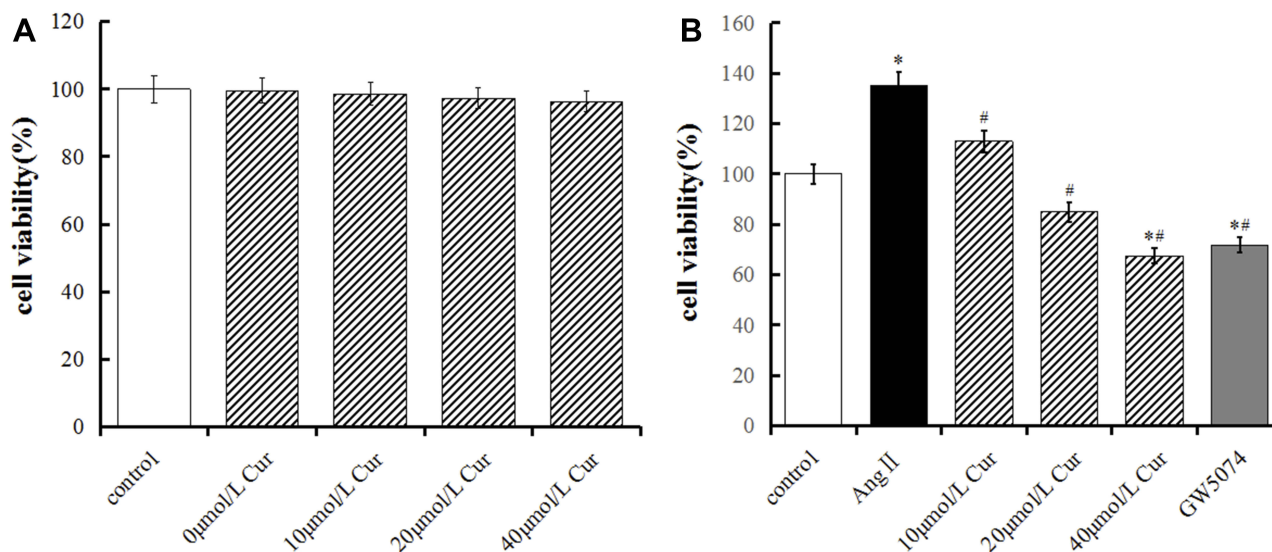 A
cell viability(%)
120
100
80
60
40
20
0
control
0μmol/L Cur
10μmol/L Cur
20μmol/L Cur
40μmol/L Cur
B
cell viability(%)
160
140
120
100
80
60
40
20
0
*
#
#
*#
*#
control
Ang II
10μmol/L Cur
20μmol/L Cur
40μmol/L Cur
GW5074